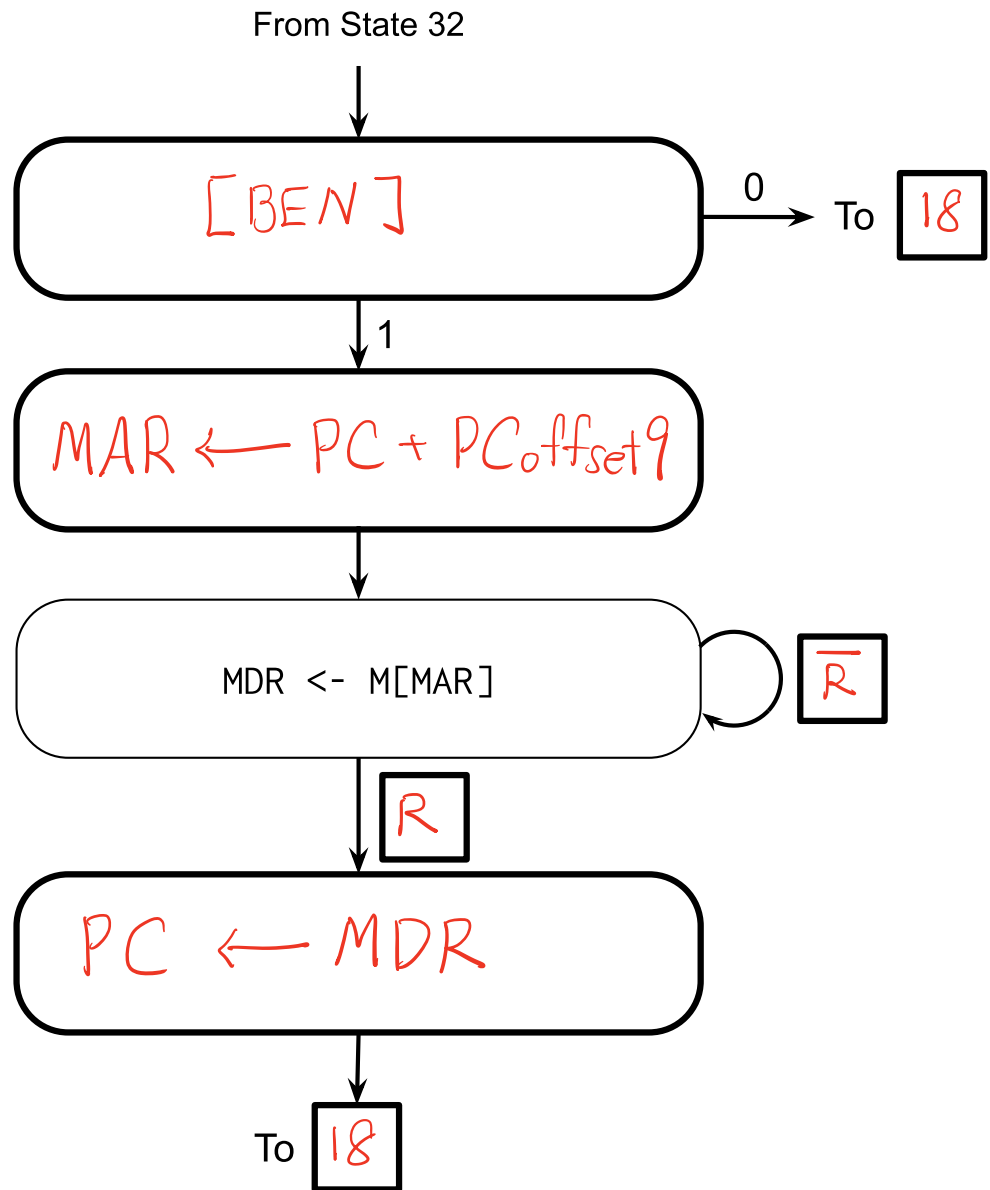 From State 32
[BEN]
0
To 18
1
MAR ← PC + PCoffset9
MDR <- M[MAR]
R̅
R
PC ← MDR
To 18